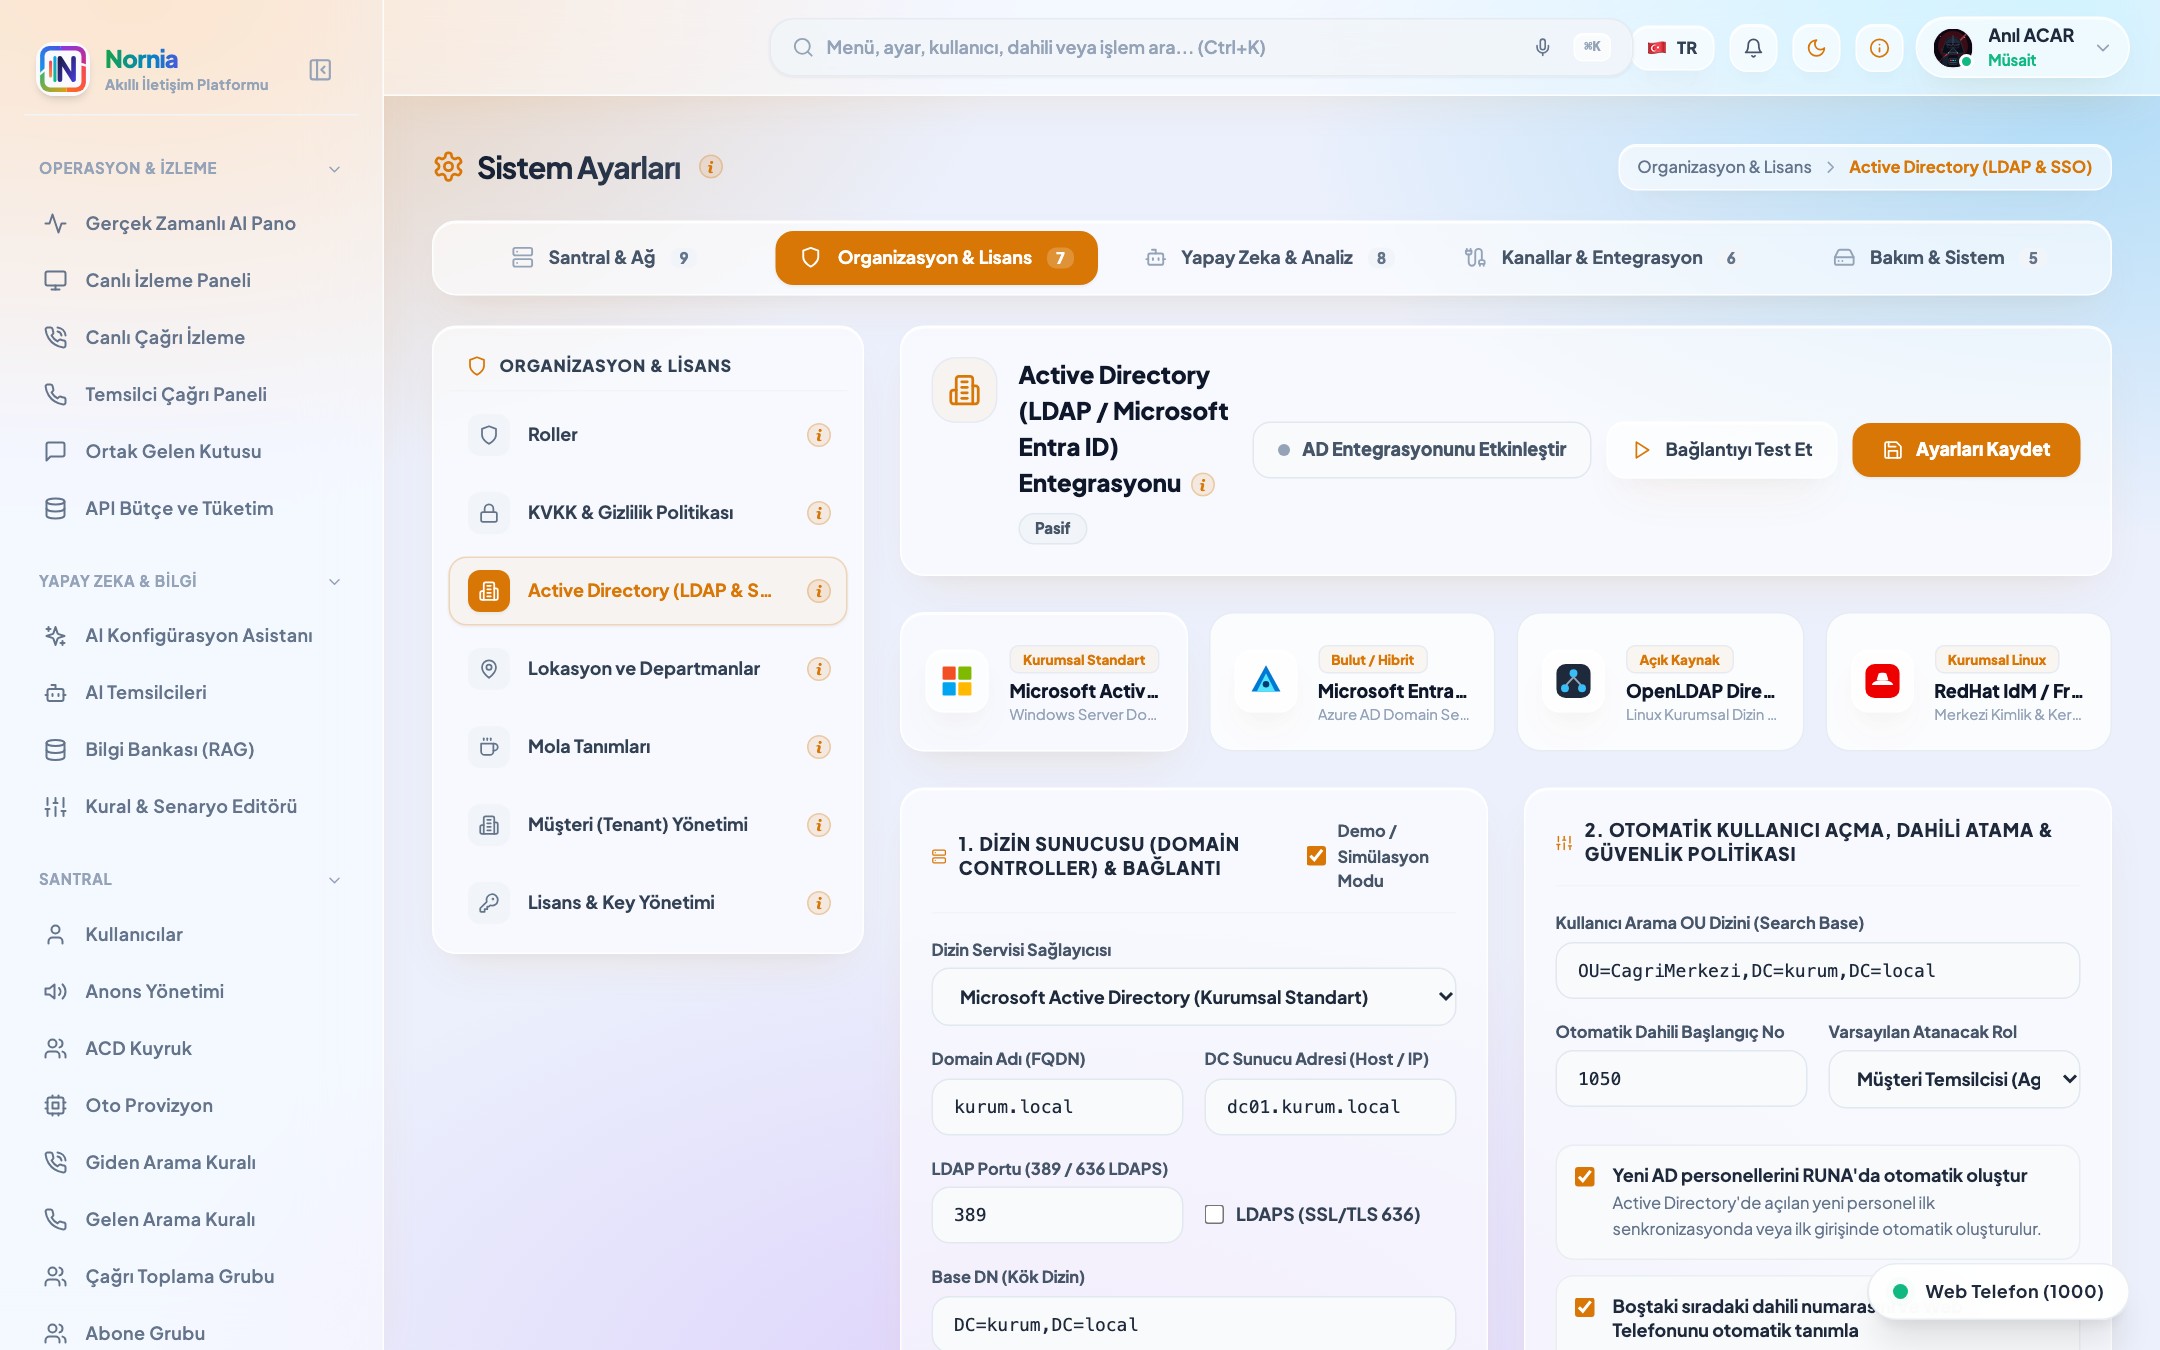 Nornia
Akıllı İletişim Platformu
OPERASYON & İZLEME
Gerçek Zamanlı AI Pano
Canlı İzleme Paneli
Canlı Çağrı İzleme
Temsilci Çağrı Paneli
Ortak Gelen Kutusu
API Bütçe ve Tüketim
YAPAY ZEKA & BİLGİ
AI Konfigürasyon Asistanı
AI Temsilcileri
Bilgi Bankası (RAG)
Kural & Senaryo Editörü
SANTRAL
Kullanıcılar
Anons Yönetimi
ACD Kuyruk
Oto Provizyon
Giden Arama Kuralı
Gelen Arama Kuralı
Çağrı Toplama Grubu
Abone Grubu
Menü, ayar, kullanıcı, dahili veya işlem ara... (Ctrl+K)
⌘K
TR
Anıl ACAR
Müsait
Sistem Ayarları
Organizasyon & Lisans > Active Directory (LDAP & SSO)
Santral & Ağ 9
Organizasyon & Lisans 7
Yapay Zeka & Analiz 8
Kanallar & Entegrasyon 6
Bakım & Sistem 5
ORGANİZASYON & LİSANS
Roller
KVKK & Gizlilik Politikası
Active Directory (LDAP & S...
Lokasyon ve Departmanlar
Mola Tanımları
Müşteri (Tenant) Yönetimi
Lisans & Key Yönetimi
Active Directory
(LDAP / Microsoft
Entra ID)
Entegrasyonu
Pasif
AD Entegrasyonunu Etkinleştir
Bağlantıyı Test Et
Ayarları Kaydet
Kurumsal Standart
Microsoft Activ...
Windows Server Do...
Bulut / Hibrit
Microsoft Entra...
Azure AD Domain Se...
Açık Kaynak
OpenLDAP Dire...
Linux Kurumsal Dizin ...
Kurumsal Linux
RedHat IdM / Fr...
Merkezi Kimlik & Ker...
1. DİZİN SUNUCUSU (DOMAIN
CONTROLLER) & BAĞLANTI
Demo /
Simülasyon
Modu
Dizin Servisi Sağlayıcısı
Microsoft Active Directory (Kurumsal Standart)
Domain Adı (FQDN)
kurum.local
DC Sunucu Adresi (Host / IP)
dc01.kurum.local
LDAP Portu (389 / 636 LDAPS)
389
LDAPS (SSL/TLS 636)
Base DN (Kök Dizin)
DC=kurum,DC=local
2. OTOMATİK KULLANICI AÇMA, DAHİLİ ATAMA &
GÜVENLİK POLİTİKASI
Kullanıcı Arama OU Dizini (Search Base)
OU=CagriMerkezi,DC=kurum,DC=local
Otomatik Dahili Başlangıç No
1050
Varsayılan Atanacak Rol
Müşteri Temsilcisi (Ag
Yeni AD personellerini RUNA'da otomatik oluştur
Active Directory'de açılan yeni personel ilk
senkronizasyonda veya ilk girişinde otomatik oluşturulur.
Boştaki sıradaki dahili numaras
Telefonunu otomatik tanımla
Web Telefon (1000)